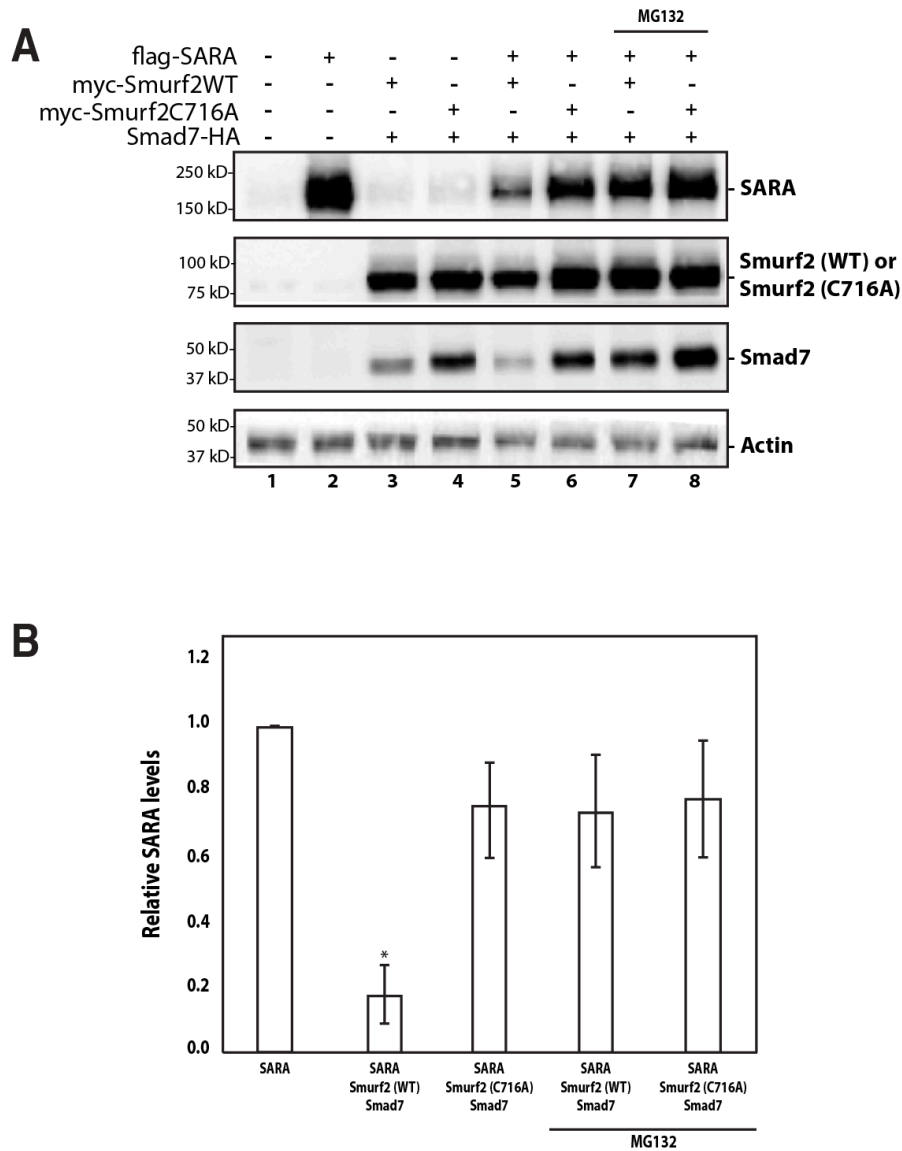 MG132
A
flag-SARA - + - - + + + +
myc-Smurf2WT - - + - + - + -
myc-Smurf2C716A - - - + - + - +
Smad7-HA - - + + + + + +
250 kD
150 kD
SARA
100 kD
75 kD
Smurf2 (WT) or
Smurf2 (C716A)
50 kD
37 kD
Smad7
50 kD
37 kD
Actin
1 2 3 4 5 6 7 8
B
Relative SARA levels
1.2
1.0
0.8
0.6
0.4
0.2
0.0
*
SARA
SARA
Smurf2 (WT)
Smad7
SARA
Smurf2 (C716A)
Smad7
SARA
Smurf2 (WT)
Smad7
SARA
Smurf2 (C716A)
Smad7
MG132